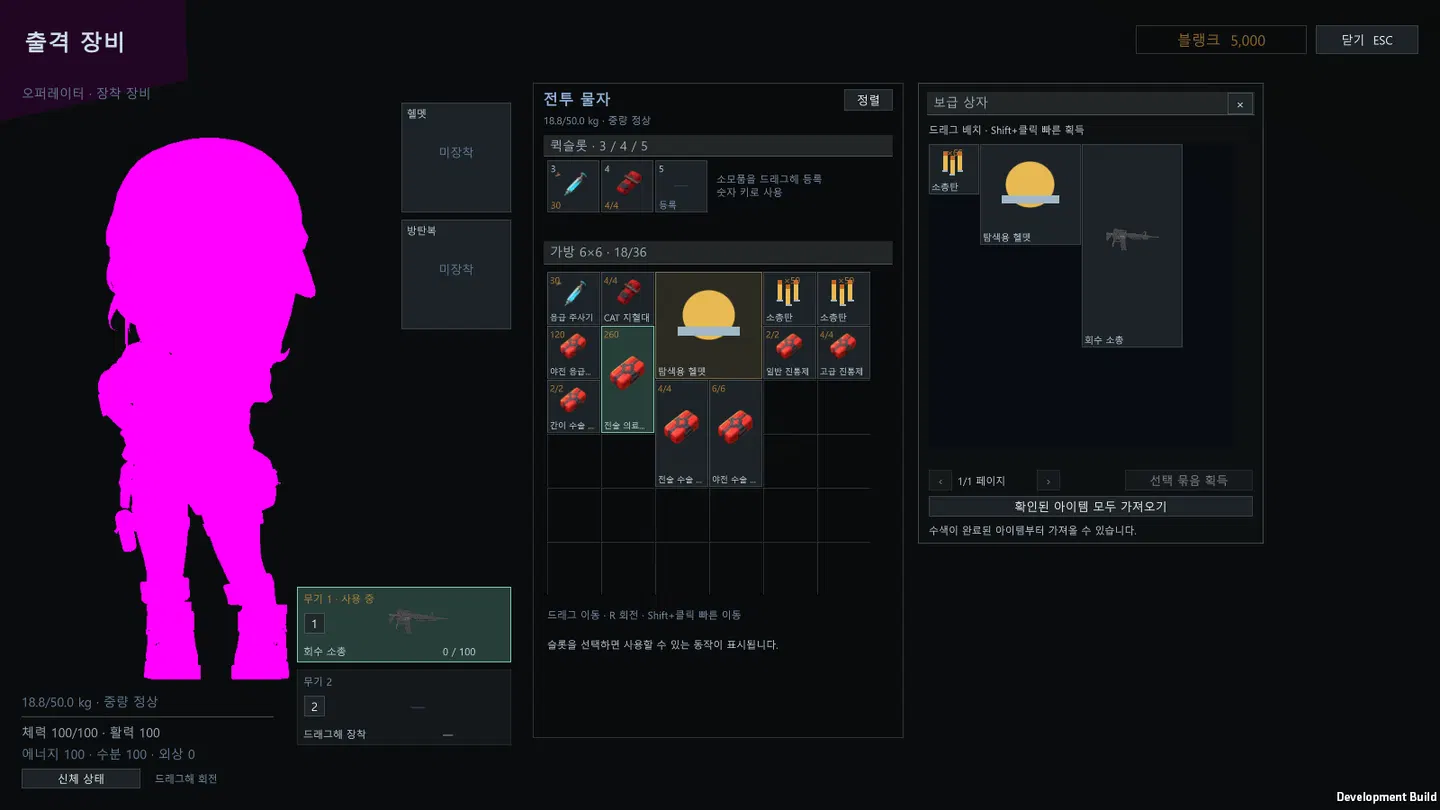 출격 장비
블랭크 5,000
닫기 ESC
오퍼레이터 · 장착 장비
헬멧
미장착
방탄복
미장착
무기 1 · 사용 중
1
회수 소총
0 / 100
무기 2
2
드래그해 장착
18.8/50.0 kg · 중량 정상
체력 100/100 · 활력 100
에너지 100 · 수분 100 · 외상 0
신체 상태
드래그해 회전
전투 물자
정렬
18.8/50.0 kg · 중량 정상
퀵슬롯 · 3 / 4 / 5
3
30
4
4/4
5
등록
소모품을 드래그해 등록
숫자 키로 사용
가방 6×6 · 18/36
30
응급 주사기
4/4
CAT 지혈대
탐색용 헬멧
×50
소총탄
×50
소총탄
120
야전 응급...
260
전술 의료...
2/2
일반 진통제
4/4
고급 진통제
2/2
간이 수술 ...
4/4
전술 수술 ...
6/6
야전 수술 ...
드래그 이동 · R 회전 · Shift+클릭 빠른 이동
슬롯을 선택하면 사용할 수 있는 동작이 표시됩니다.
보급 상자
×
드래그 배치 · Shift+클릭 빠른 획득
소총탄
탐색용 헬멧
회수 소총
‹
1/1 페이지
›
선택 묶음 획득
확인된 아이템 모두 가져오기
수색이 완료된 아이템부터 가져올 수 있습니다.
Development Build